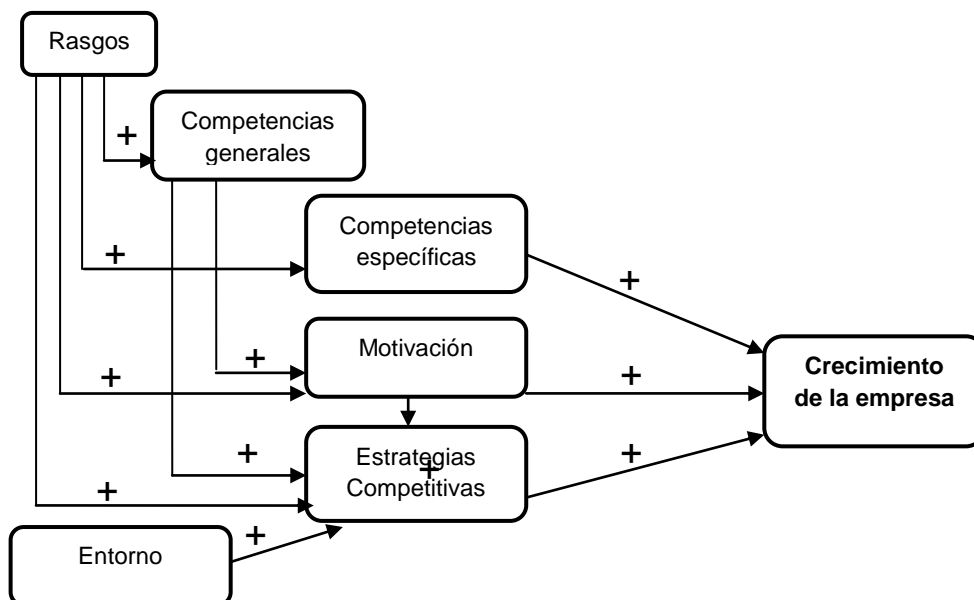 Rasgos
+
Competencias
generales
Competencias
específicas
+
+
Motivación
+
+
+
Crecimiento
de la empresa
Estrategias
Competitivas
+
+
+
+
+
Entorno